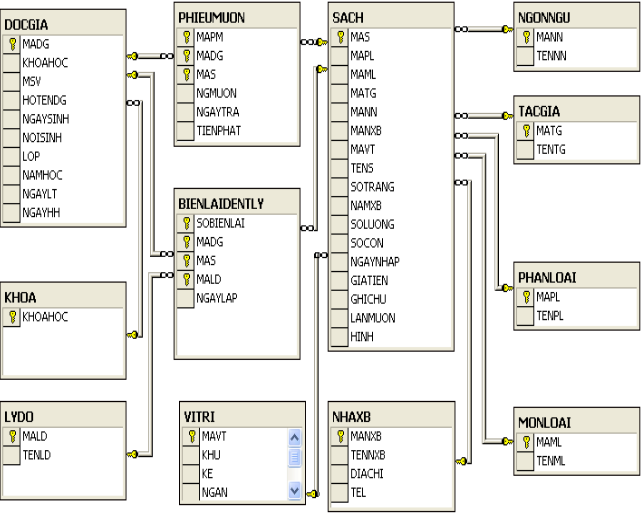 DOCGIA
MADG
KHOAHOC
MSV
HOTENDG
NGAYSINH
NOISINH
LOP
NAMHOC
NGAYLT
NGAYHH
PHIEUMUON
MAPM
MADG
MAS
NGMUON
NGAYTRA
TIENPHAT
SACH
MAS
MAPL
MAML
MATG
MANN
MANXB
MAVT
TENS
SOTRANG
NAMXB
SOLUONG
SOCON
NGAYNHAP
GIATIEN
GHICHU
LANMUON
HINH
NGONNGU
MANN
TENNN
TACGIA
MATG
TENTG
BIENLAIDENTLY
SOBIENLAI
MADG
MAS
MALD
NGAYLAP
PHANLOAI
MAPL
TENPL
KHOA
KHOAHOC
LYDO
MALD
TENLD
VITRI
MAVT
KHU
KE
NGAN
NHAXB
MANXB
TENNXB
DIACHI
TEL
MONLOAI
MAML
TENML